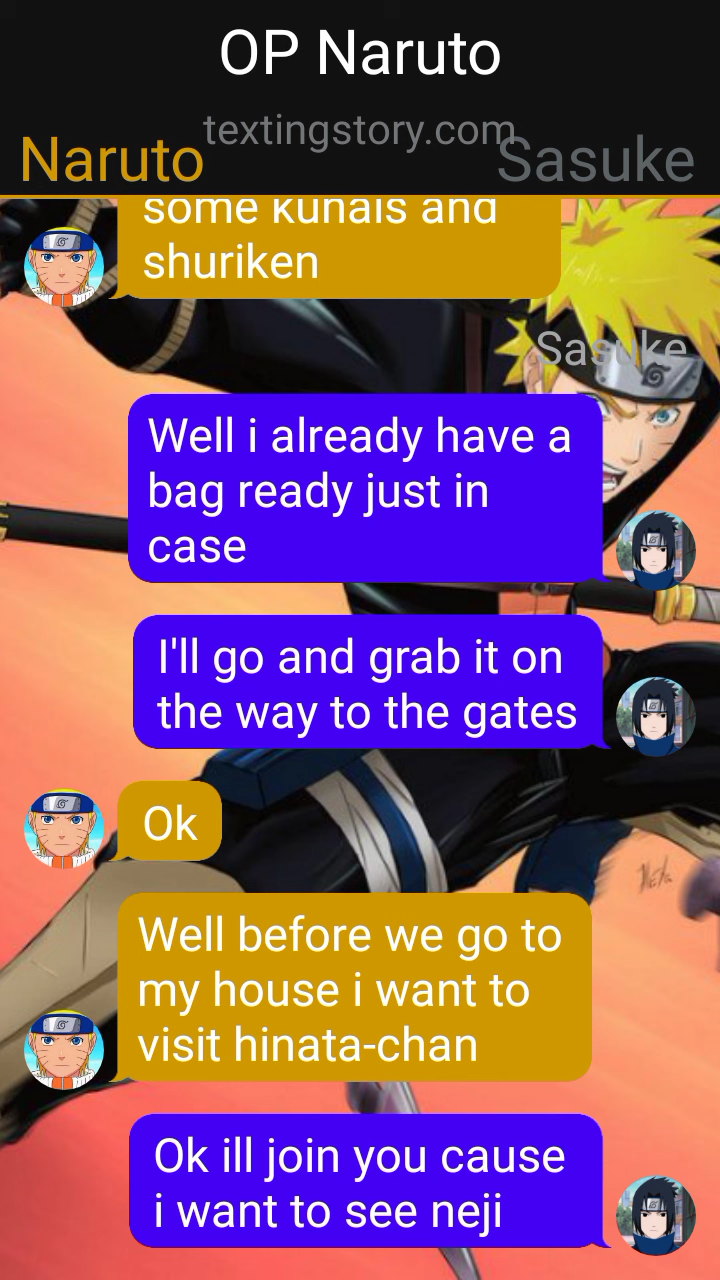 OP Naruto
textingstory.com
Naruto
Sasuke
some kunais and
shuriken
Sasuke
Well i already have a
bag ready just in
case
I'll go and grab it on
the way to the gates
Ok
Well before we go to
my house i want to
visit hinata-chan
Ok ill join you cause
i want to see neji